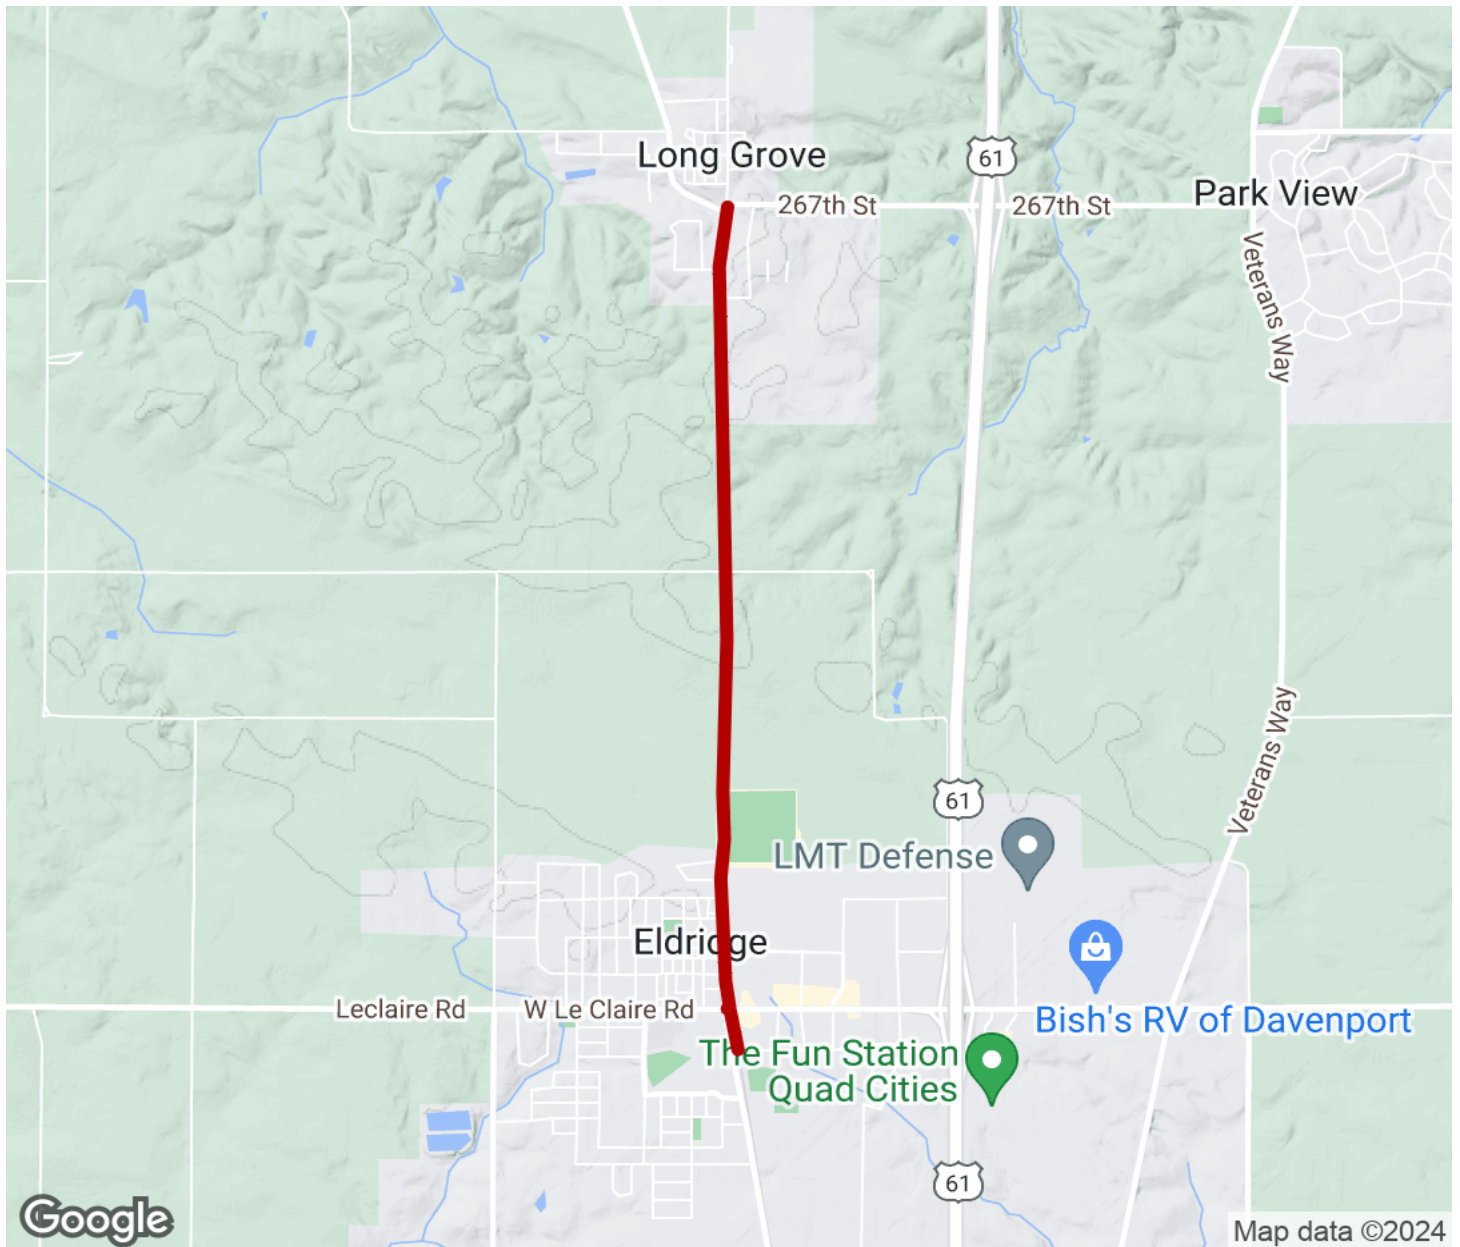 61
Long Grove
267th St
267th St
Park View
Veterans Way
Veterans Way
61
LMT Defense
Eldridge
Leclaire Rd
W Le Claire Rd
Bish's RV of Davenport
The Fun Station
Quad Cities
61
Google
Map data ©2024